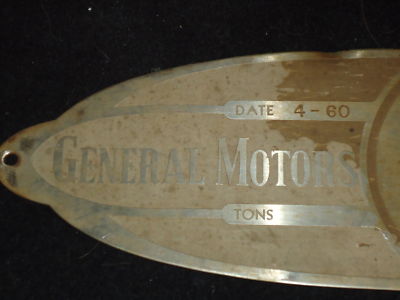 DATE 4-60
GENERAL MOTORS
TONS